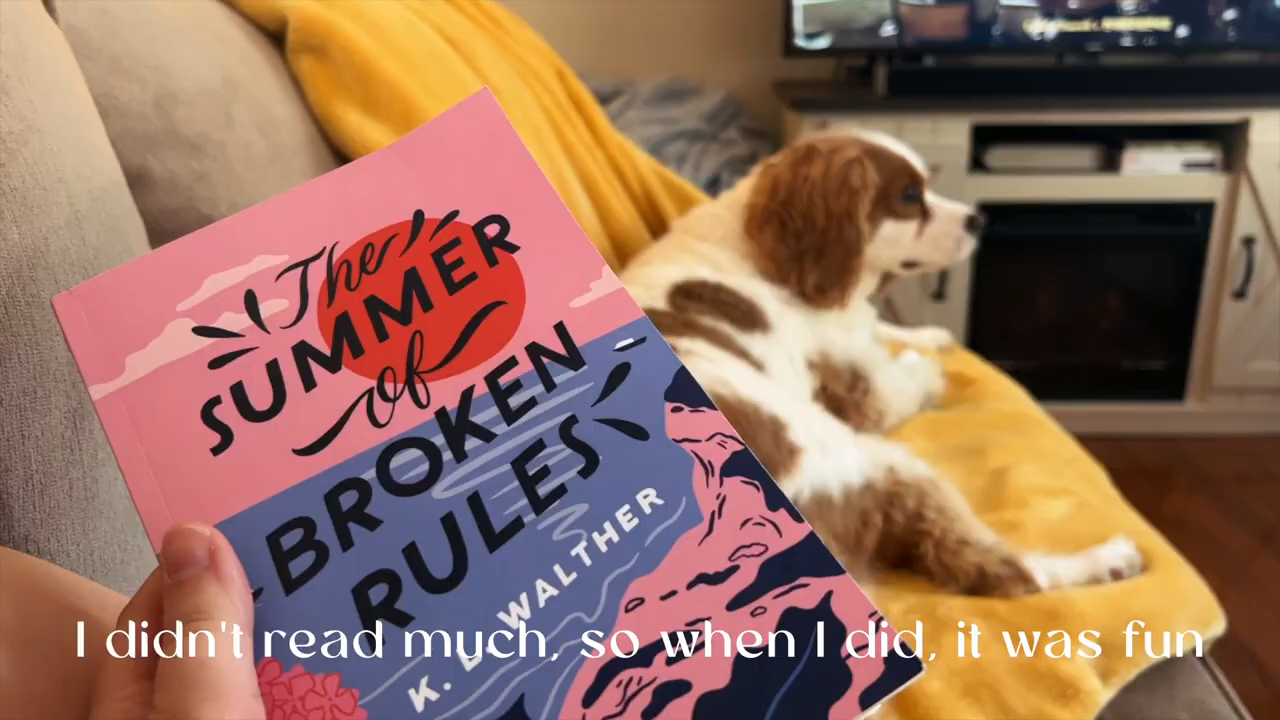 The
SUMMER
of
BROKEN
RULES
K. L. WALTHER
I didn't read much, so when I did, it was fun